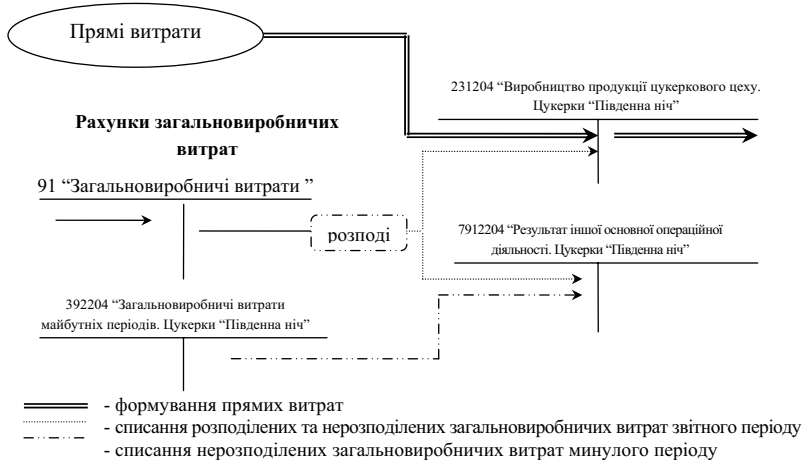 Прямі витрати
231204 “Виробництво продукції цукеркового цеху.
Цукерки “Південна ніч”
Рахунки загальновиробничих
витрат
91 “Загальновиробничі витрати ”
розподі
7912204 “Результат іншої основної операційної
діяльності. Цукерки “Південна ніч”
392204 “Загальновиробничі витрати
майбутніх періодів. Цукерки “Південна ніч”
- формування прямих витрат
- списання розподілених та нерозподілених загальновиробничих витрат звітного періоду
- списання нерозподілених загальновиробничих витрат минулого періоду